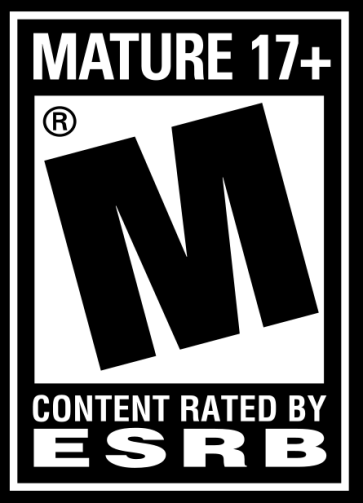 MATURE 17+
®
M
CONTENT RATED BY
ESRB